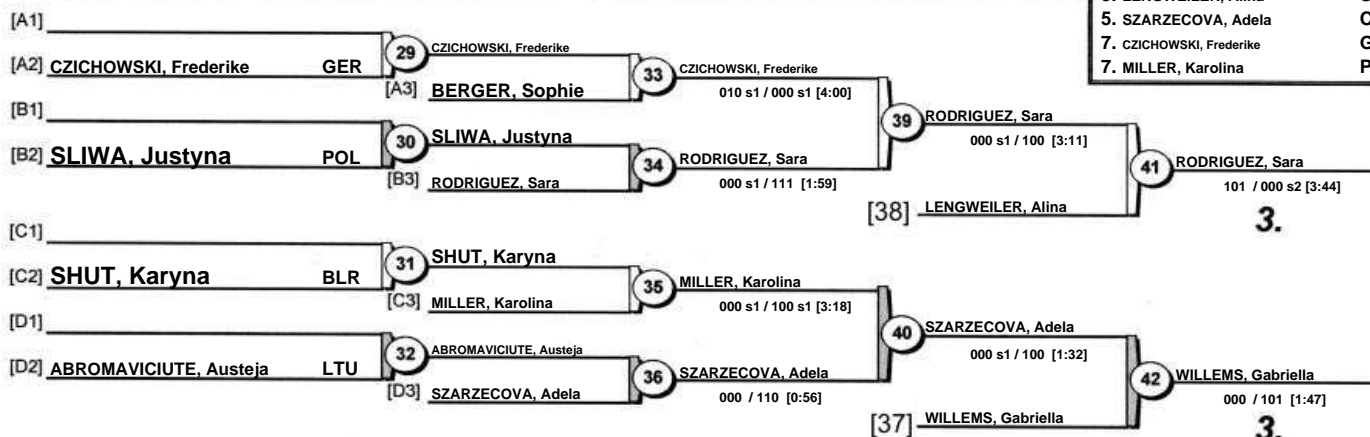 5. SZARZECOVA, Adela
7. CZICHOWSKI, Frederike G
7. MILLER, Karolina P
[A1]
29 CZICHOWSKI, Frederike
[A2] CZICHOWSKI, Frederike GER
33 CZICHOWSKI, Frederike
[A3] BERGER, Sophie
010 s1 / 000 s1 [4:00]
[B1]
39 RODRIGUEZ, Sara
000 s1 / 100 [3:11]
30 SLIWA, Justyna
[B2] SLIWA, Justyna POL
34 RODRIGUEZ, Sara
000 s1 / 111 [1:59]
[B3] RODRIGUEZ, Sara
41 RODRIGUEZ, Sara
101 / 000 s2 [3:44]
[38] LENGWEILER, Alina
3.
[C1]
31 SHUT, Karyna
[C2] SHUT, Karyna BLR
35 MILLER, Karolina
[C3] MILLER, Karolina
000 s1 / 100 s1 [3:18]
[D1]
40 SZARZECOVA, Adela
000 s1 / 100 [1:32]
32 ABROMAVICIUTE, Austeja
[D2] ABROMAVICIUTE, Austeja LTU
36 SZARZECOVA, Adela
[D3] SZARZECOVA, Adela
000 / 110 [0:56]
42 WILLEMS, Gabriella
000 / 101 [1:47]
[37] WILLEMS, Gabriella
3.